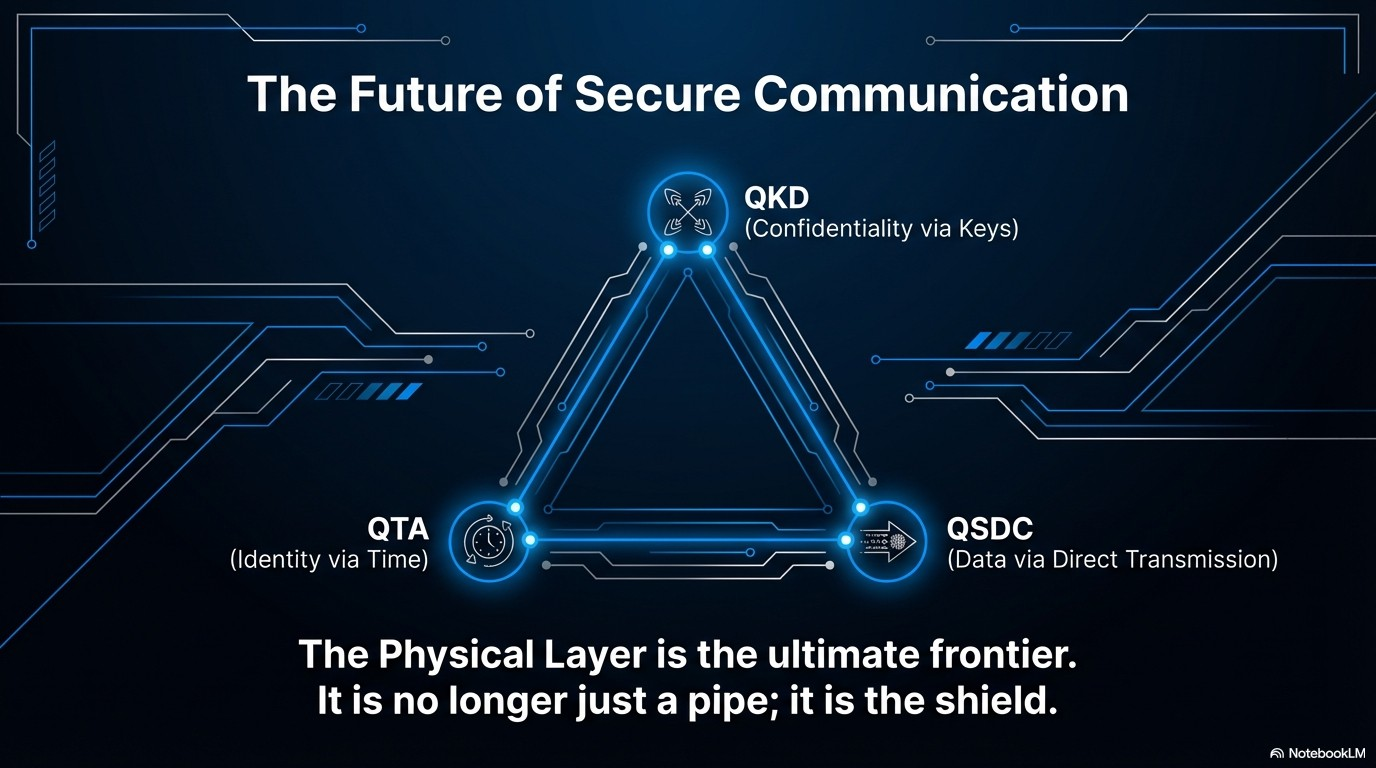 The Future of Secure Communication
QKD
(Confidentiality via Keys)
QTA
(Identity via Time)
QSDC
(Data via Direct Transmission)
The Physical Layer is the ultimate frontier.
It is no longer just a pipe; it is the shield.
NotebookLM